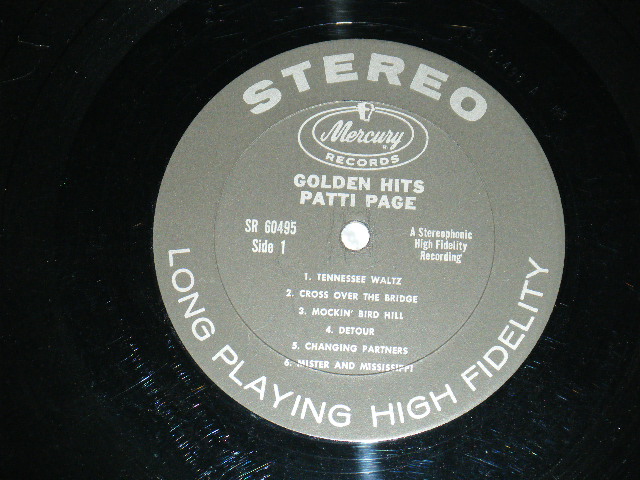 STEREO
Mercury
RECORDS
GOLDEN HITS
PATTI PAGE
SR 60495
Side 1
A Stereophonic
High Fidelity
Recording
1. TENNESSEE WALTZ
2. CROSS OVER THE BRIDGE
3. MOCKIN' BIRD HILL
4. DETOUR
5. CHANGING PARTNERS
6. MISTER AND MISSISSIPPI
LONG PLAYING HIGH FIDELITY